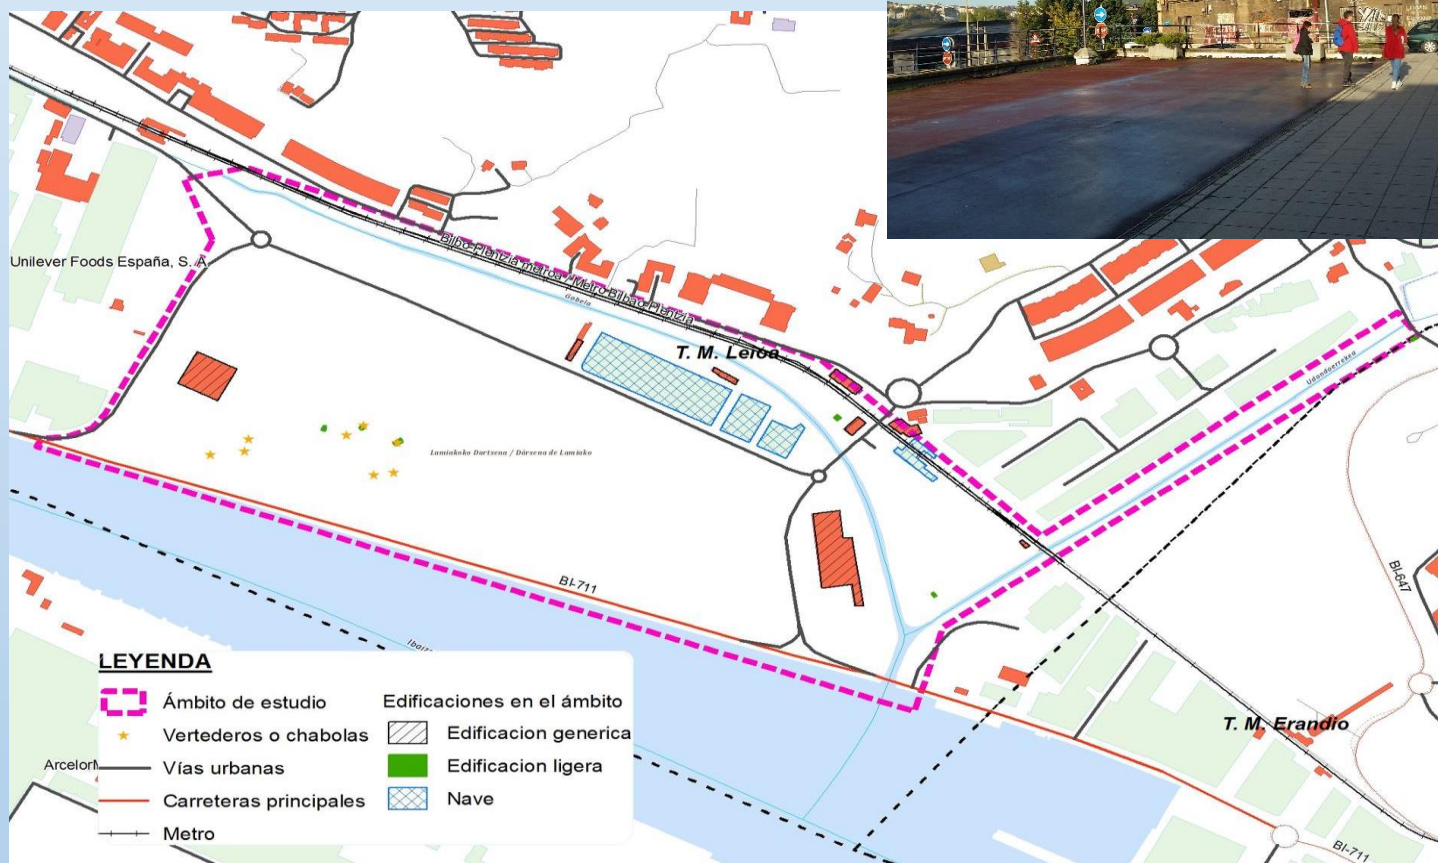 Unilever Foods España, S. A.
Bilbo Plentzia metroa / Metro Bilbao Plentzia
Gobela
T. M. Leioa
Udondoerreka
Lamiakoko Dartsena / Dársena de Lamiako
BI-711
BI-647
T. M. Erandio
BI-711
LEYENDA
Ámbito de estudio
Vertederos o chabolas
Vías urbanas
Carreteras principales
Metro
Edificaciones en el ámbito
Edificacion generica
Edificacion ligera
Nave